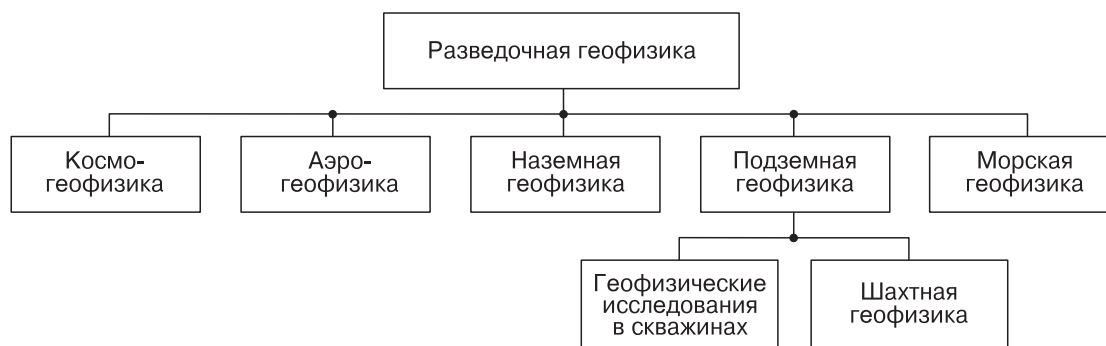 Разведочная геофизика
Космо-
геофизика
Аэро-
геофизика
Наземная
геофизика
Подземная
геофизика
Морская
геофизика
Геофизические
исследования
в скважинах
Шахтная
геофизика